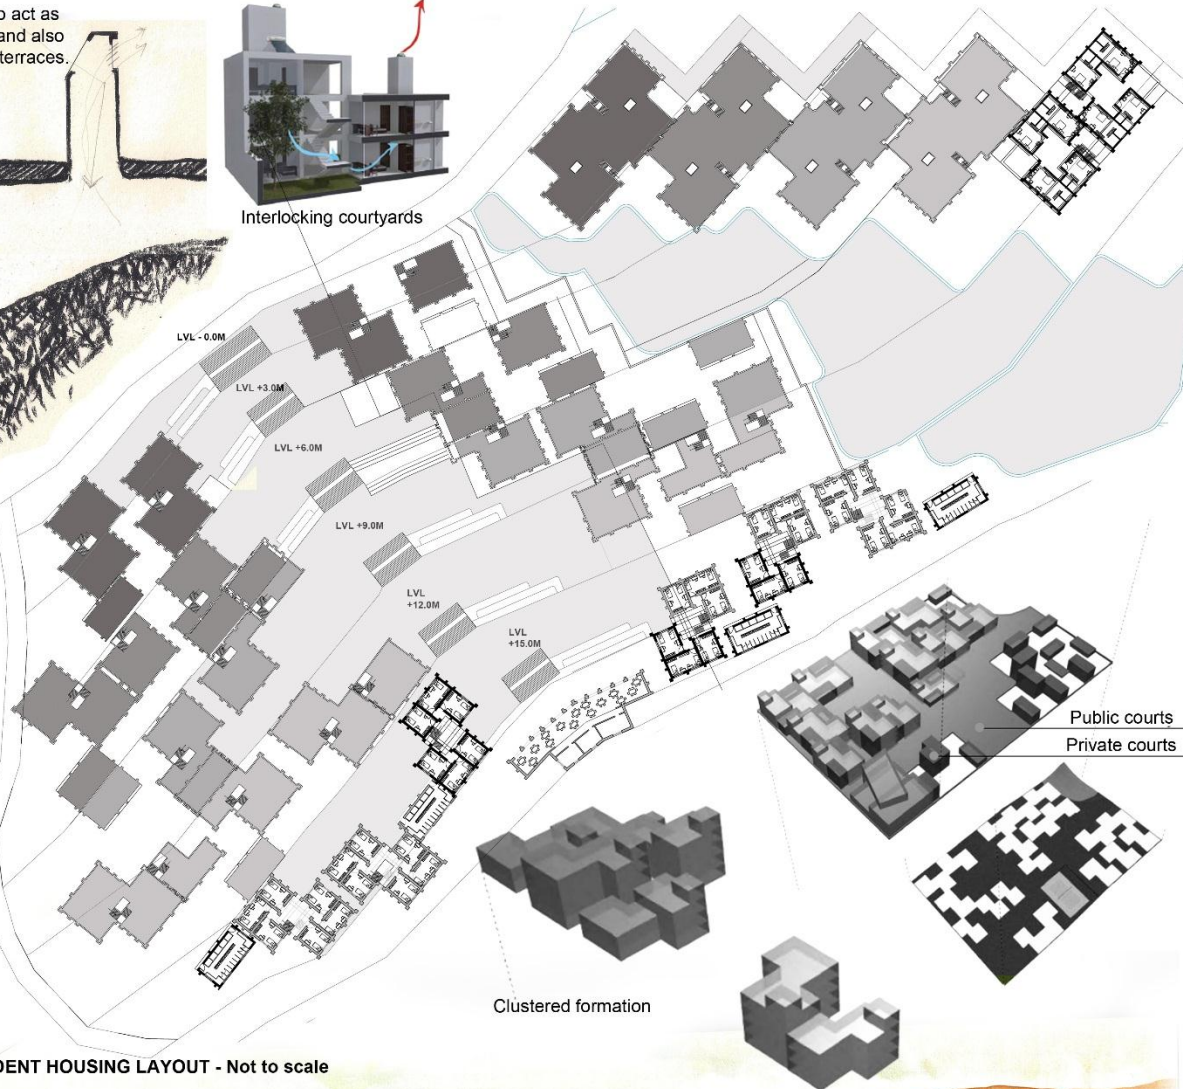 o act as
and also
terraces.
Interlocking courtyards
LVL - 0.0M
LVL +3.0M
LVL +6.0M
LVL +9.0M
LVL
+12.0M
LVL
+15.0M
Public courts
Private courts
Clustered formation
DENT HOUSING LAYOUT - Not to scale